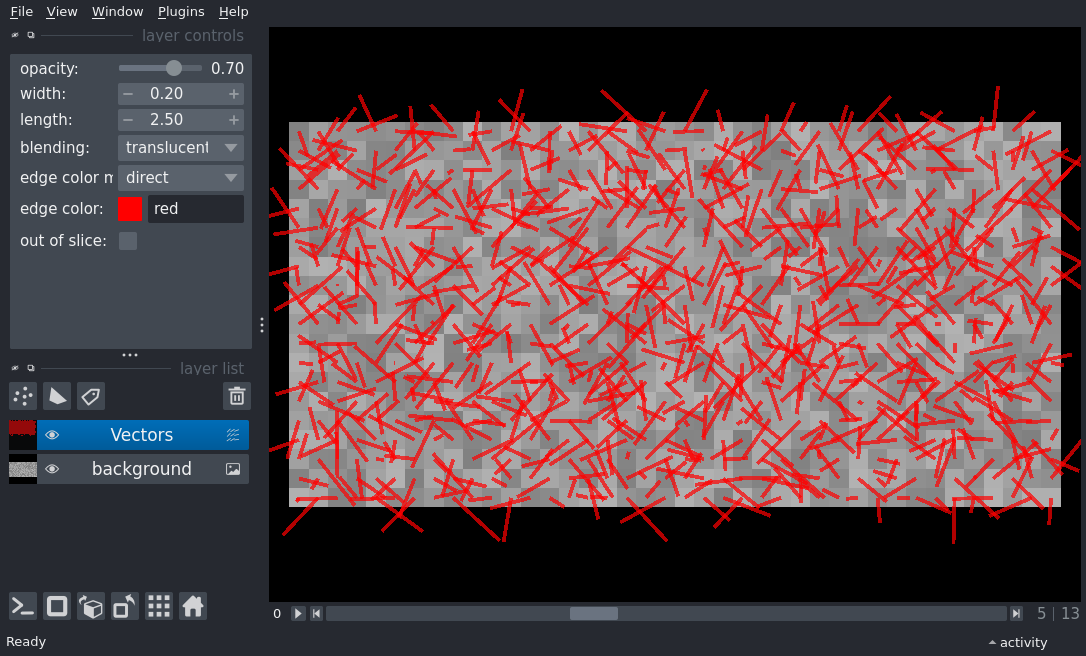 File View Window Plugins Help
layer controls
opacity: 0.70
width: 0.20
length: 2.50
blending: translucent
edge color m direct
edge color: red
out of slice:
layer list
Vectors
background
0 5 | 13
Ready activity